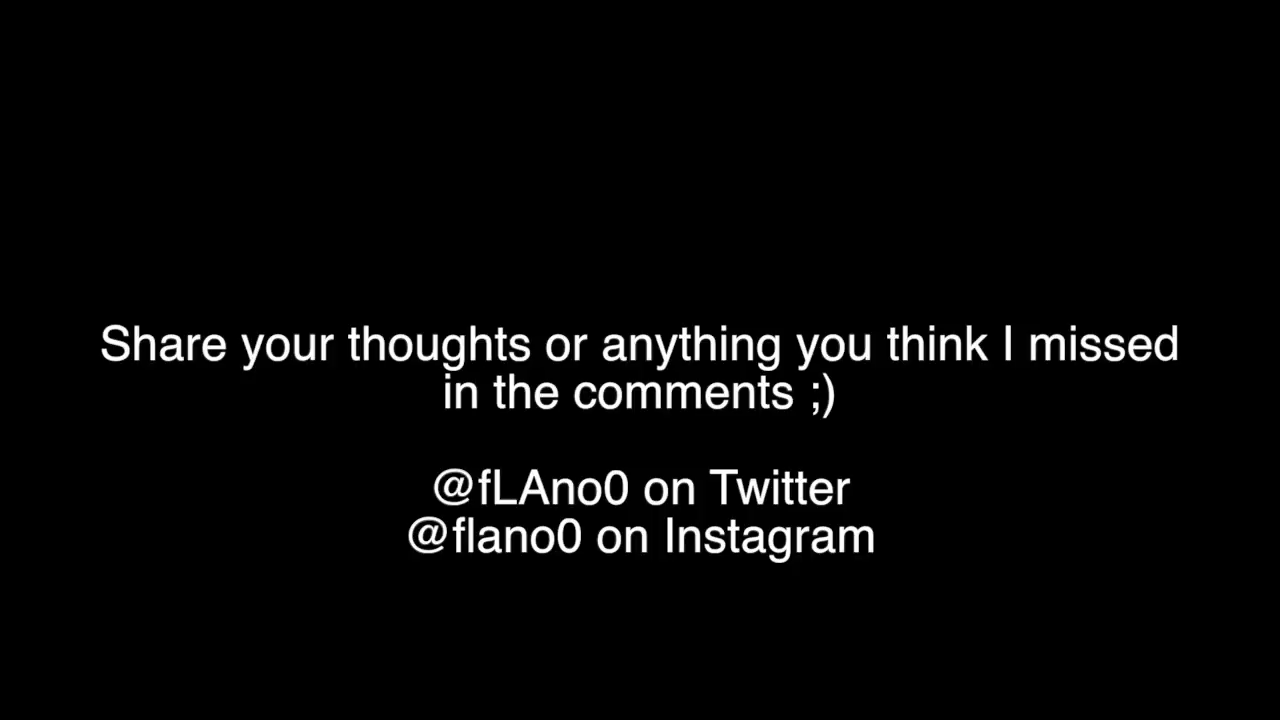 Share your thoughts or anything you think I missed
in the comments ;)
@fLAno0 on Twitter
@flano0 on Instagram